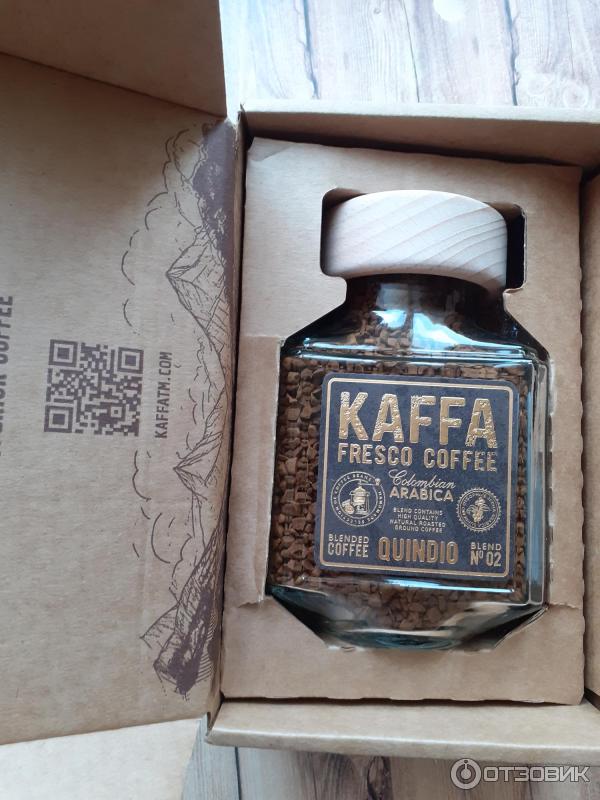 COFFEE
KAFFATM.COM
KAFFA
FRESCO COFFEE
Colombian
ARABICA
BLEND CONTAINS
HIGH QUALITY
NATURAL ROASTED
GROUND COFFEE
BLENDED
COFFEE
QUINDIO
BLEND
Nº 02
ОТЗОВИК